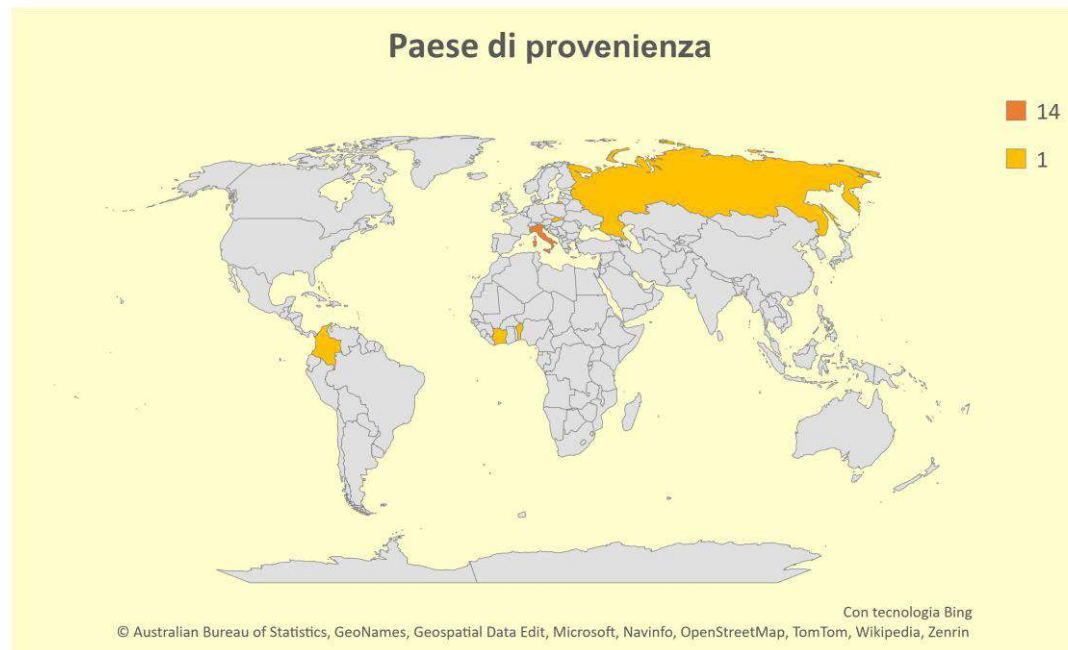 Paese di provenienza
14
1
Con tecnologia Bing
© Australian Bureau of Statistics, GeoNames, Geospatial Data Edit, Microsoft, Navinfo, OpenStreetMap, TomTom, Wikipedia, Zenrin